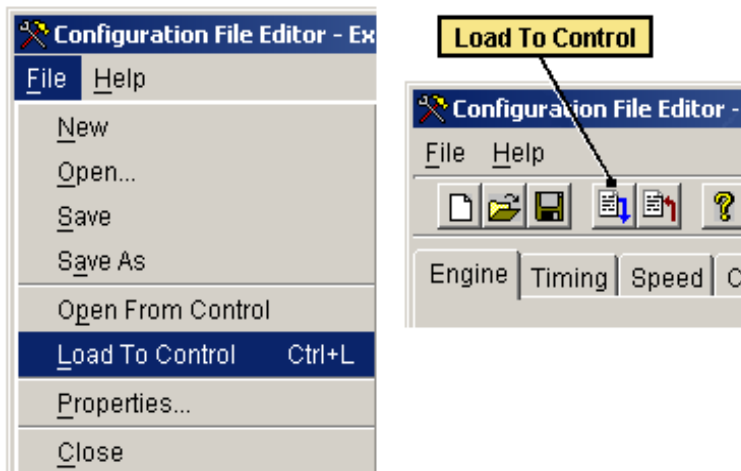 Configuration File Editor - Ex
File Help
New
Open...
Save
Save As
Open From Control
Load To Control Ctrl+L
Properties...
Close
Load To Control
Configuration File Editor -
File Help
Engine Timing Speed